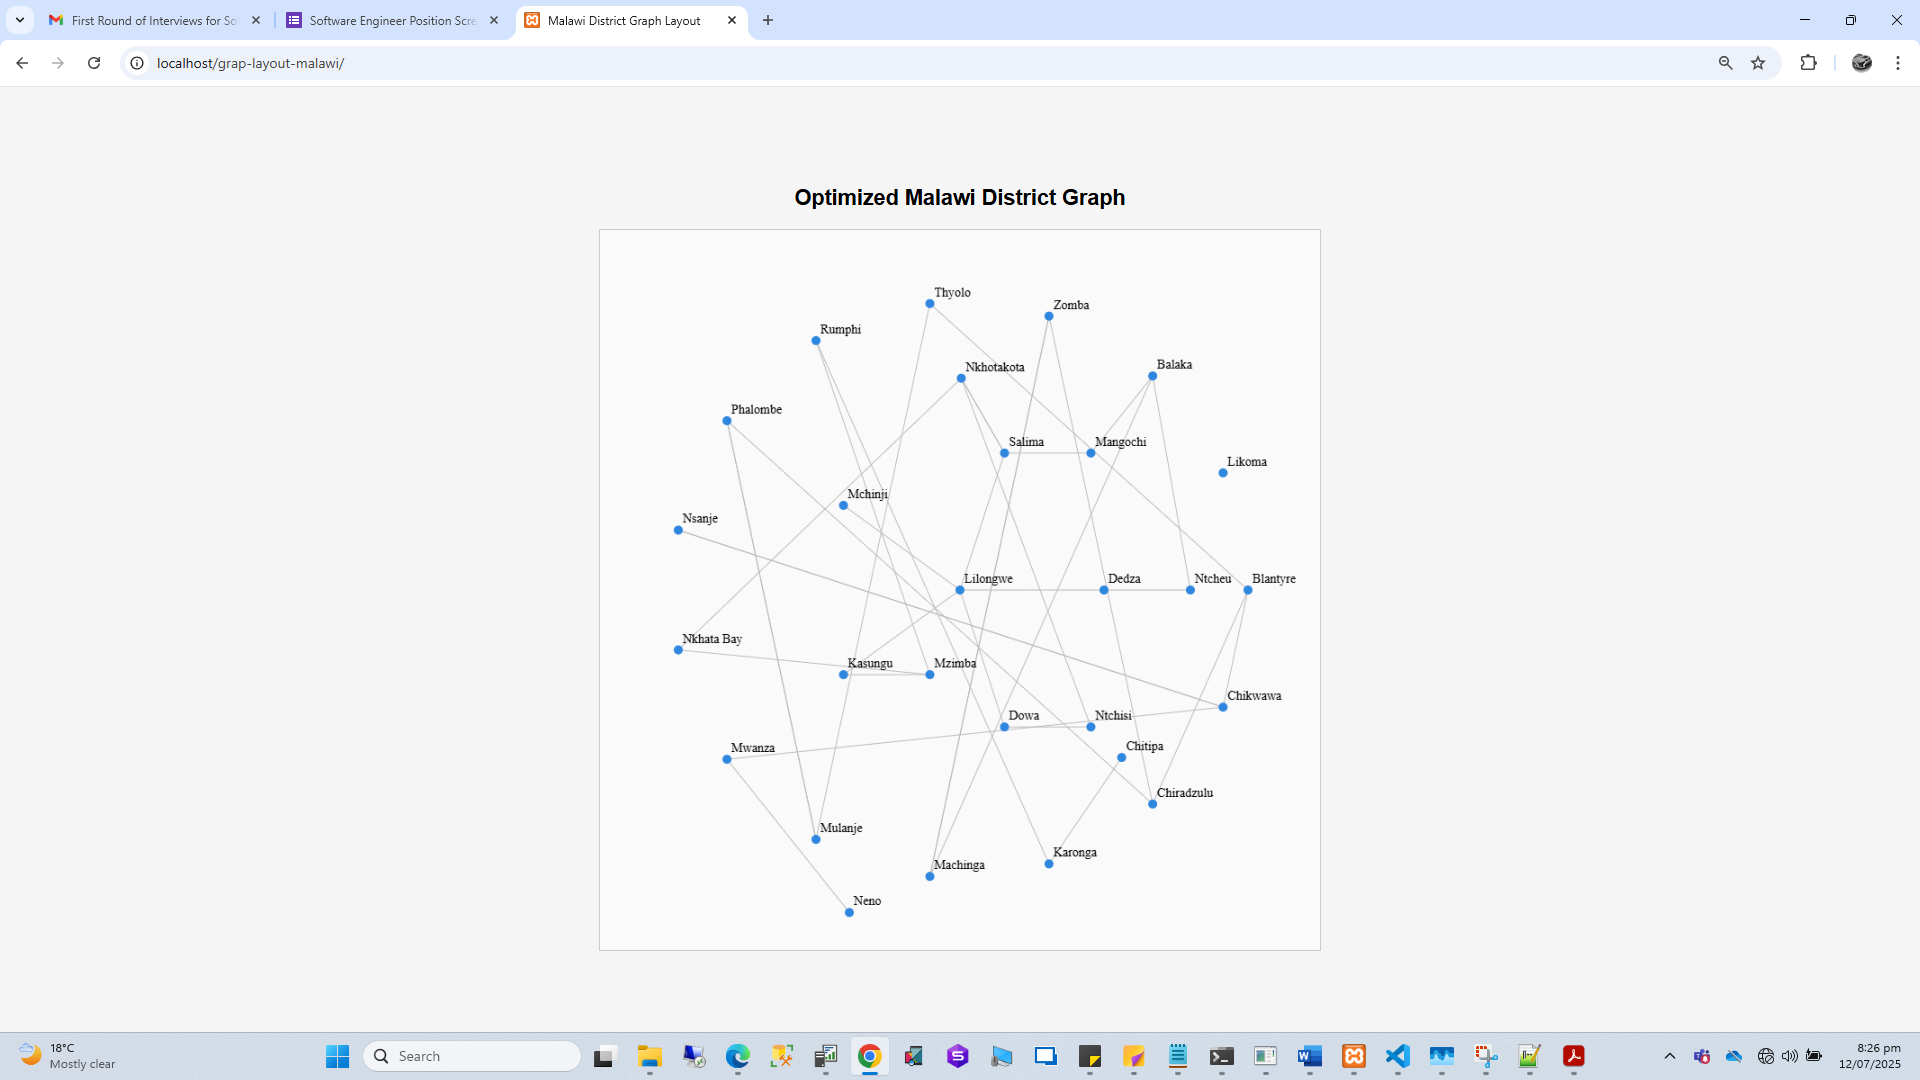 First Round of Interviews for So
Software Engineer Position Scre
Malawi District Graph Layout
localhost/grap-layout-malawi/
Optimized Malawi District Graph
Thyolo
Zomba
Rumphi
Nkhotakota
Balaka
Phalombe
Salima
Mangochi
Likoma
Mchinji
Nsanje
Lilongwe
Dedza
Ntcheu
Blantyre
Nkhata Bay
Kasungu
Mzimba
Chikwawa
Dowa
Ntchisi
Chitipa
Mwanza
Chiradzulu
Mulanje
Karonga
Machinga
Neno
18°C
Mostly clear
Search
8:26 pm
12/07/2025